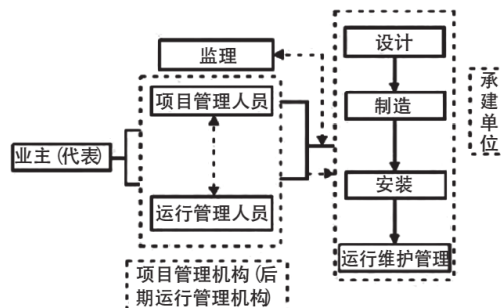 监理
设计
承建单位
项目管理人员
制造
业主(代表)
安装
运行管理人员
运行维护管理
项目管理机构(后
期运行管理机构)